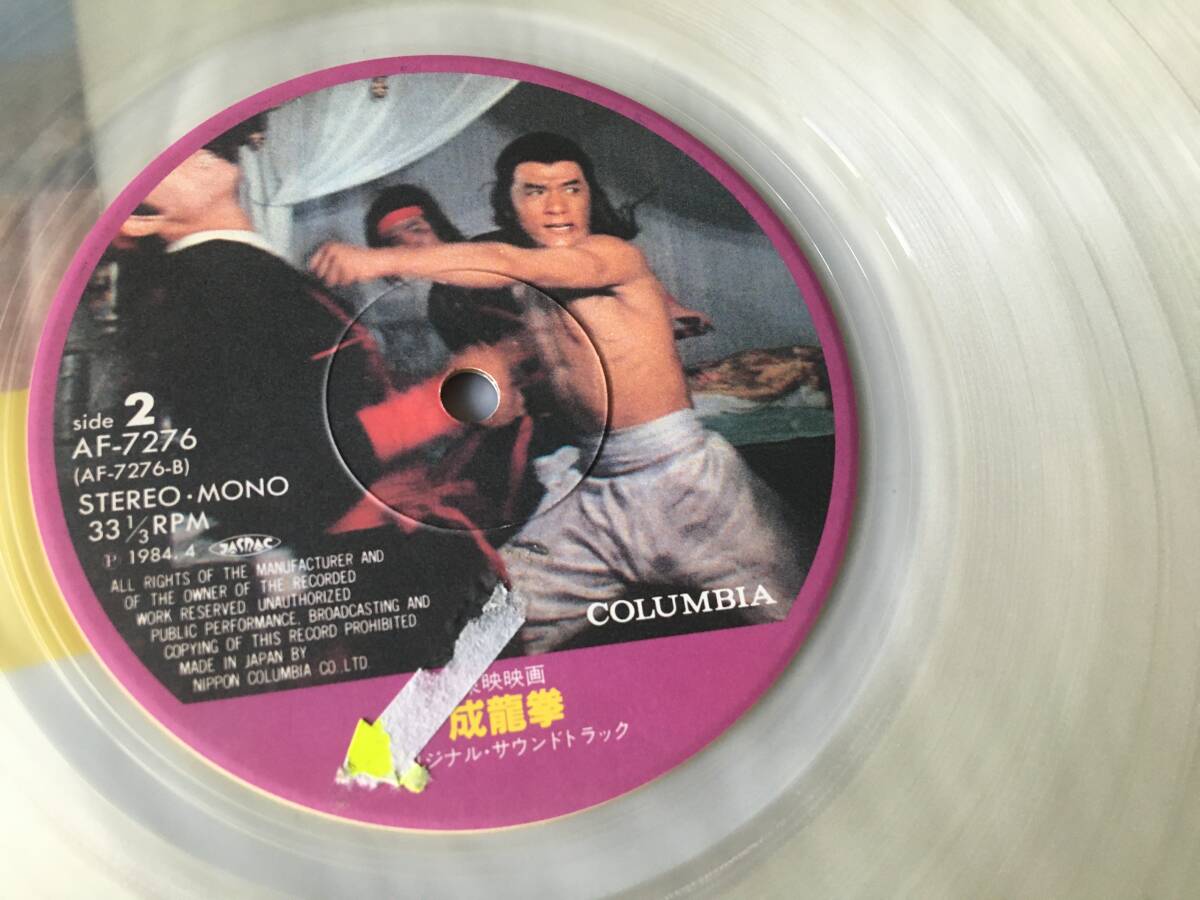 side 2
AF-7276
(AF-7276-B)
STEREO・MONO
33 1/3 RPM
Ⓟ 1984.4 JASRAC
ALL RIGHTS OF THE MANUFACTURER AND
OF THE OWNER OF THE RECORDED
WORK RESERVED. UNAUTHORIZED
PUBLIC PERFORMANCE, BROADCASTING AND
COPYING OF THIS RECORD PROHIBITED
MADE IN JAPAN BY
NIPPON COLUMBIA CO., LTD.
COLUMBIA
映映画
成龍拳
ジナル・サウンドトラック